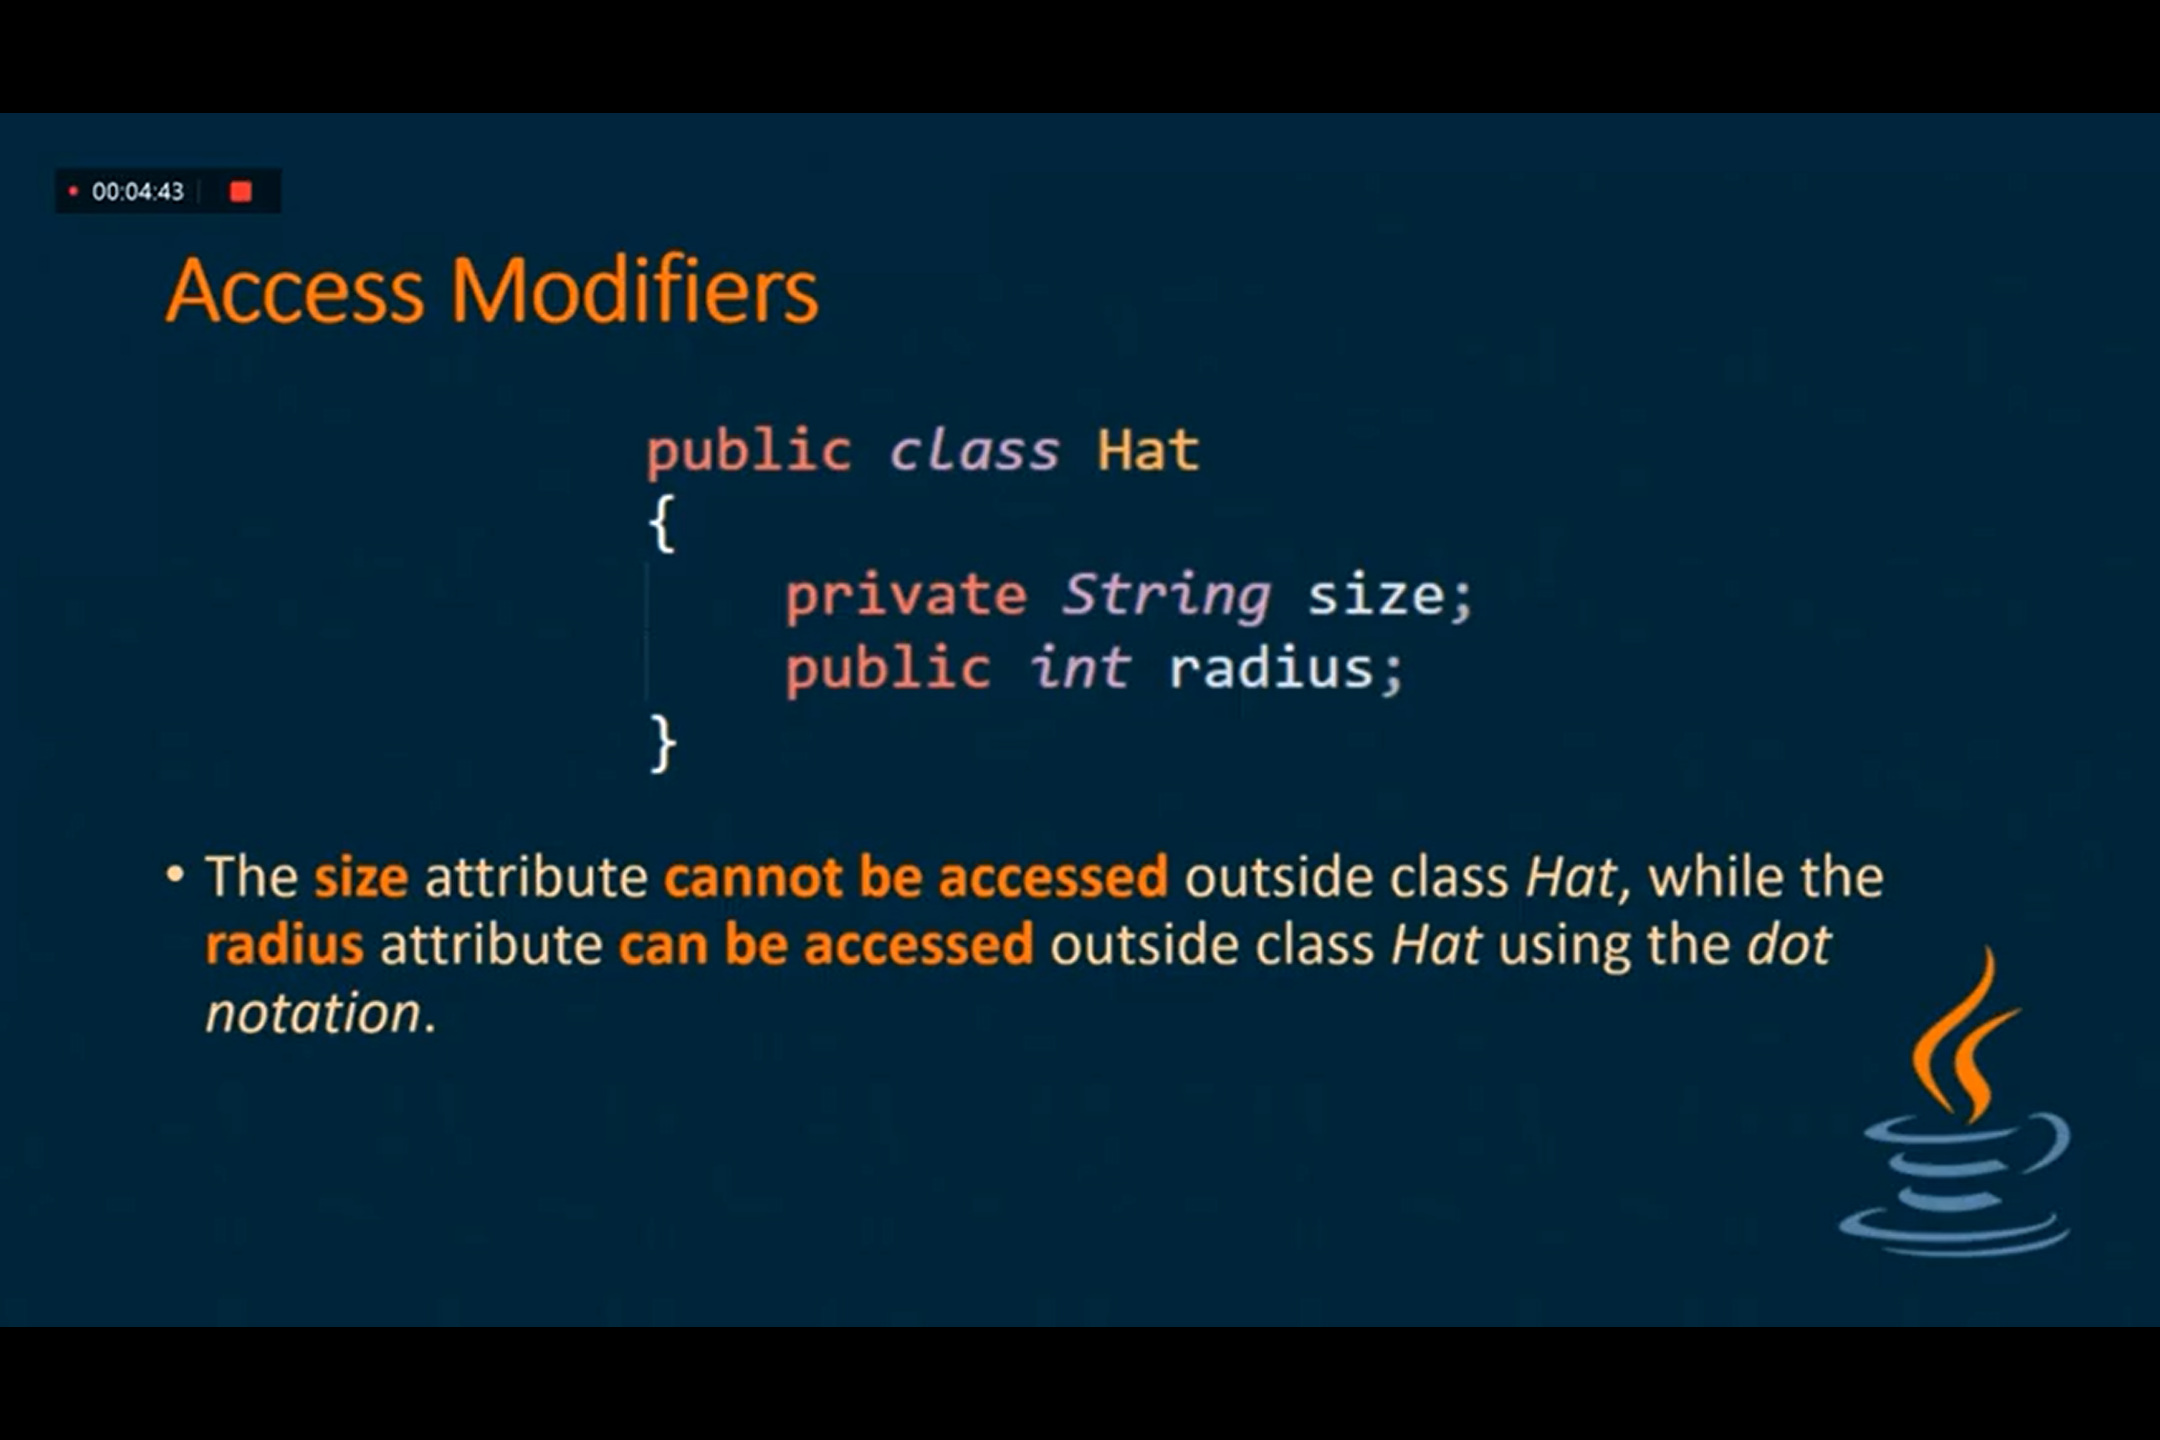 00:04:43
Access Modifiers
public class Hat
{
private String size;
public int radius;
}
• The size attribute cannot be accessed outside class Hat, while the
radius attribute can be accessed outside class Hat using the dot
notation.